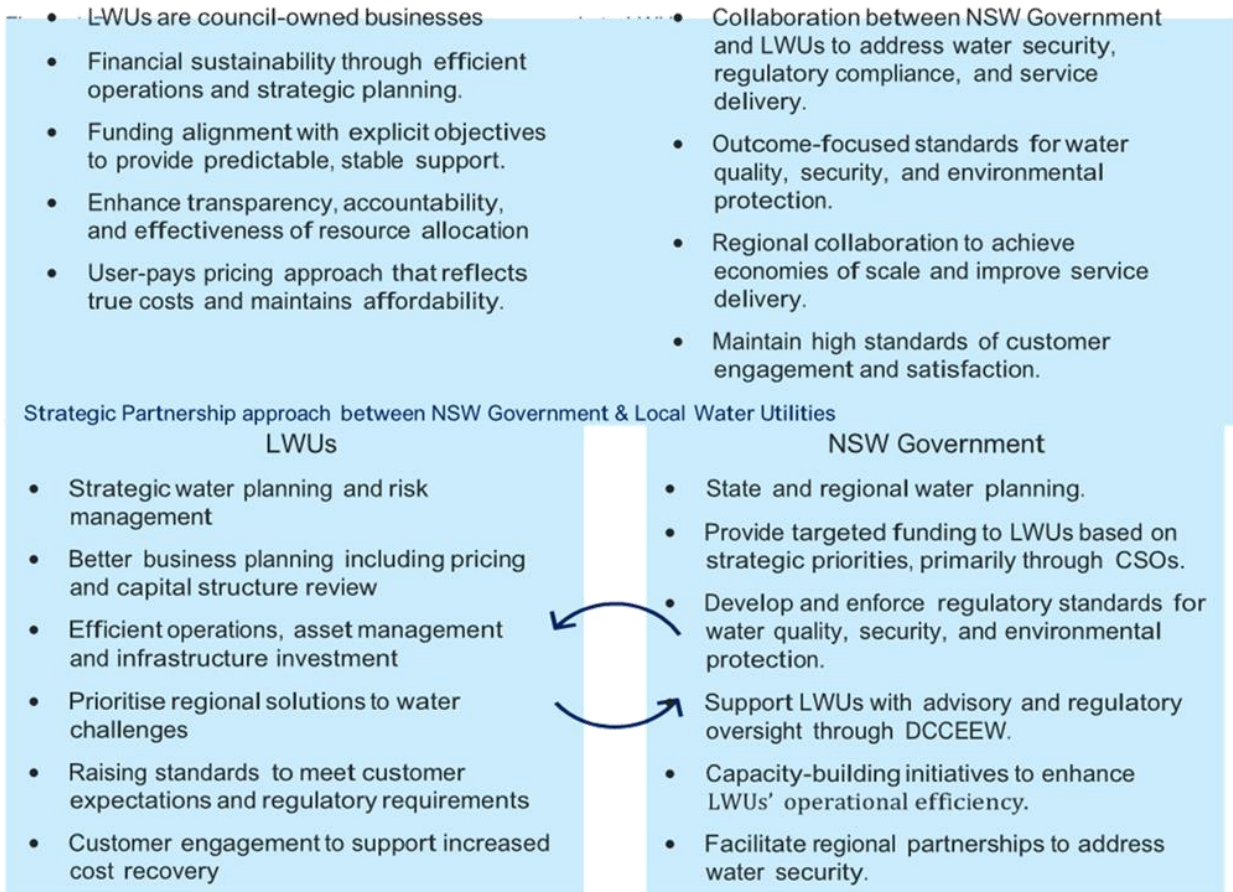 • LWUs are council-owned businesses
• Financial sustainability through efficient
operations and strategic planning.
• Funding alignment with explicit objectives
to provide predictable, stable support.
• Enhance transparency, accountability,
and effectiveness of resource allocation
• User-pays pricing approach that reflects
true costs and maintains affordability.
• Collaboration between NSW Government
and LWUs to address water security,
regulatory compliance, and service
delivery.
• Outcome-focused standards for water
quality, security, and environmental
protection.
• Regional collaboration to achieve
economies of scale and improve service
delivery.
• Maintain high standards of customer
engagement and satisfaction.
Strategic Partnership approach between NSW Government & Local Water Utilities
LWUs
• Strategic water planning and risk
management
• Better business planning including pricing
and capital structure review
• Efficient operations, asset management
and infrastructure investment
• Prioritise regional solutions to water
challenges
• Raising standards to meet customer
expectations and regulatory requirements
• Customer engagement to support increased
cost recovery
NSW Government
• State and regional water planning.
• Provide targeted funding to LWUs based on
strategic priorities, primarily through CSOs.
• Develop and enforce regulatory standards for
water quality, security, and environmental
protection.
• Support LWUs with advisory and regulatory
oversight through DCCEEW.
• Capacity-building initiatives to enhance
LWUs’ operational efficiency.
• Facilitate regional partnerships to address
water security.